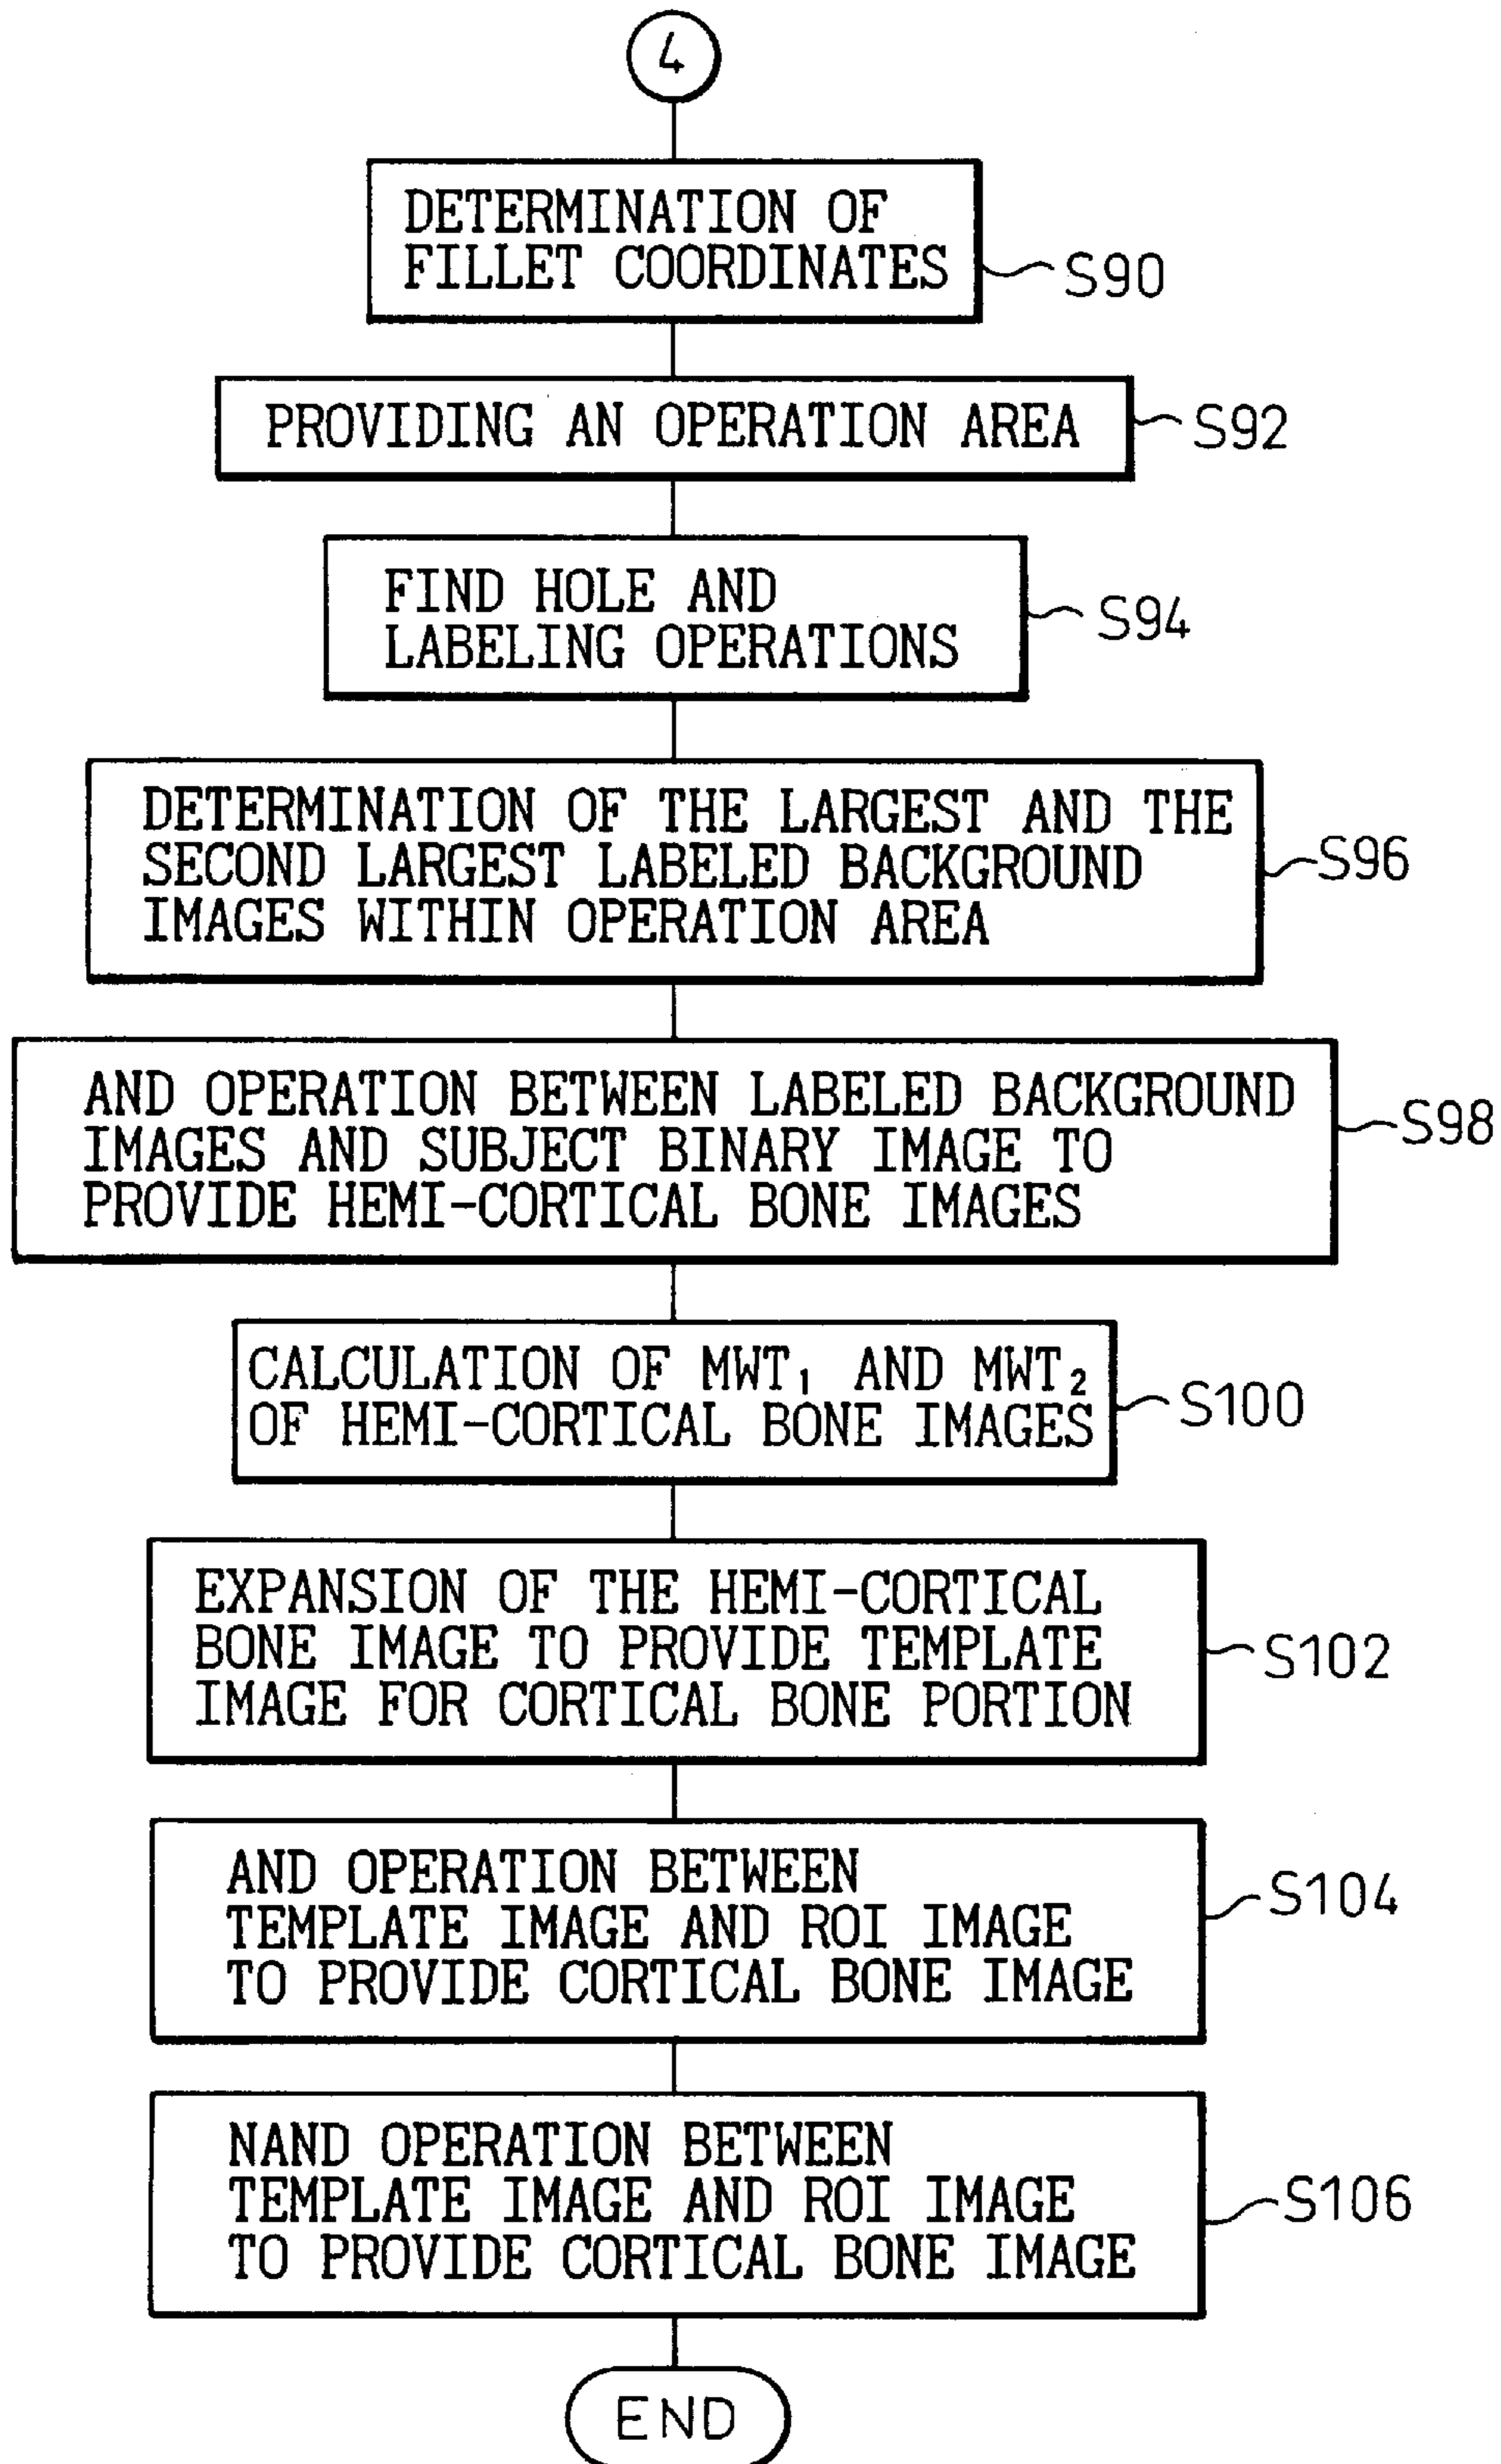 4
DETERMINATION OF
FILLET COORDINATES
S90
PROVIDING AN OPERATION AREA
S92
FIND HOLE AND
LABELING OPERATIONS
S94
DETERMINATION OF THE LARGEST AND THE
SECOND LARGEST LABELED BACKGROUND
IMAGES WITHIN OPERATION AREA
S96
AND OPERATION BETWEEN LABELED BACKGROUND
IMAGES AND SUBJECT BINARY IMAGE TO
PROVIDE HEMI-CORTICAL BONE IMAGES
S98
CALCULATION OF MWT₁ AND MWT₂
OF HEMI-CORTICAL BONE IMAGES
S100
EXPANSION OF THE HEMI-CORTICAL
BONE IMAGE TO PROVIDE TEMPLATE
IMAGE FOR CORTICAL BONE PORTION
S102
AND OPERATION BETWEEN
TEMPLATE IMAGE AND ROI IMAGE
TO PROVIDE CORTICAL BONE IMAGE
S104
NAND OPERATION BETWEEN
TEMPLATE IMAGE AND ROI IMAGE
TO PROVIDE CORTICAL BONE IMAGE
S106
END